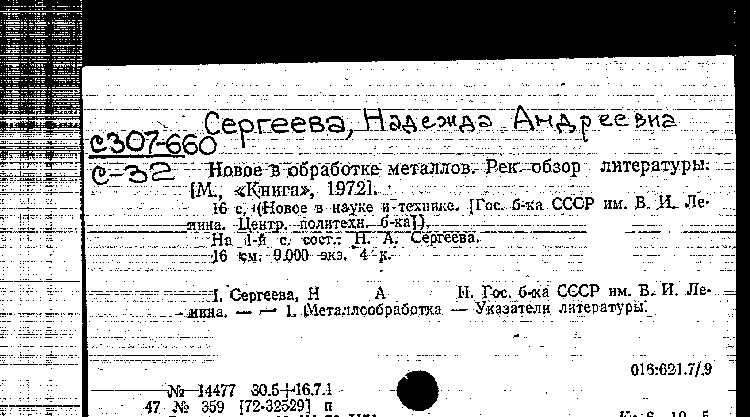 Сергеева, Надежда Андреевна
С307-660
С-32
Новое в обработке металлов. Рек. обзор литературы.
[М., «Книга», 1972].
16 с. (Новое в науке и технике. [Гос. б-ка СССР им. В. И. Ле-
нина. Центр. политехн. б-ка]).
На 1-й с. сост.: Н. А. Сергеева.
16 см. 9.000 экз. 4 к.
I. Сергеева, Н А II. Гос. б-ка СССР им. В. И. Ле-
нина. — — 1. Металлообработка — Указатели литературы.
016:621.7/.9
№ 14477 30.5+16.7.1
47 № 359 [72-32529] п